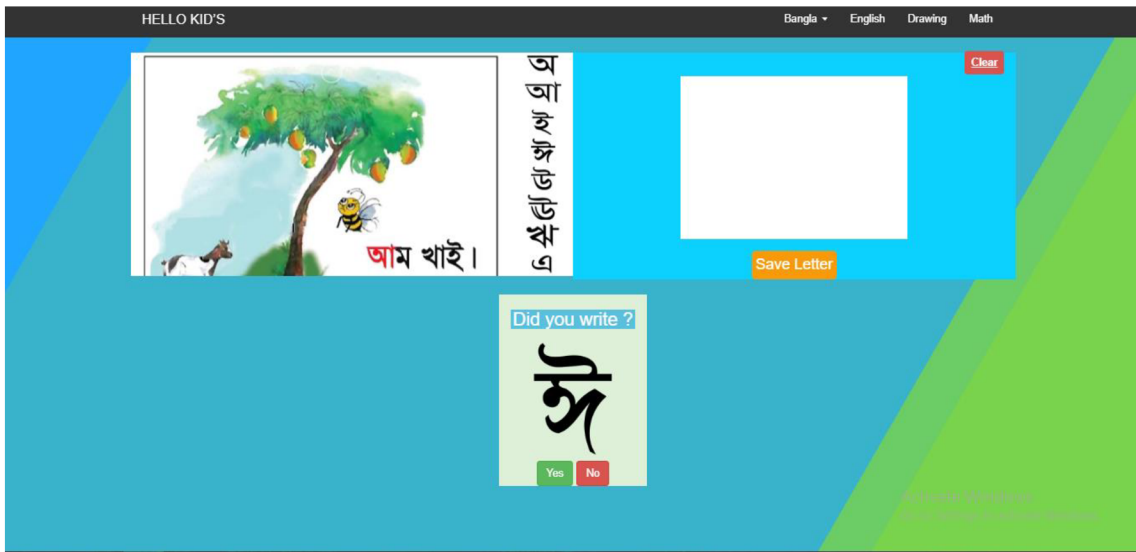 HELLO KID'S
Bangla English Drawing Math
অ
আ
ই
ঈ
উ
ঊ
ঋ
এ
আম খাই।
Clear
Save Letter
Did you write ?
ঈ
Yes No